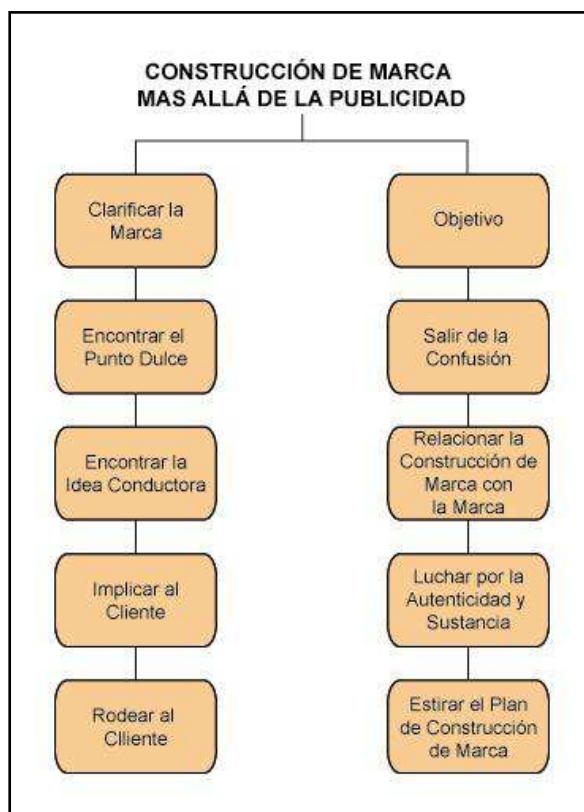 CONSTRUCCIÓN DE MARCA
MAS ALLÁ DE LA PUBLICIDAD
Clarificar la
Marca
Encontrar el
Punto Dulce
Encontrar la
Idea Conductora
Implicar al
Cliente
Rodear al
Clliente
Objetivo
Salir de la
Confusión
Relacionar la
Construcción de
Marca con
la Marca
Luchar por la
Autenticidad y
Sustancia
Estirar el Plan
de Construcción
de Marca